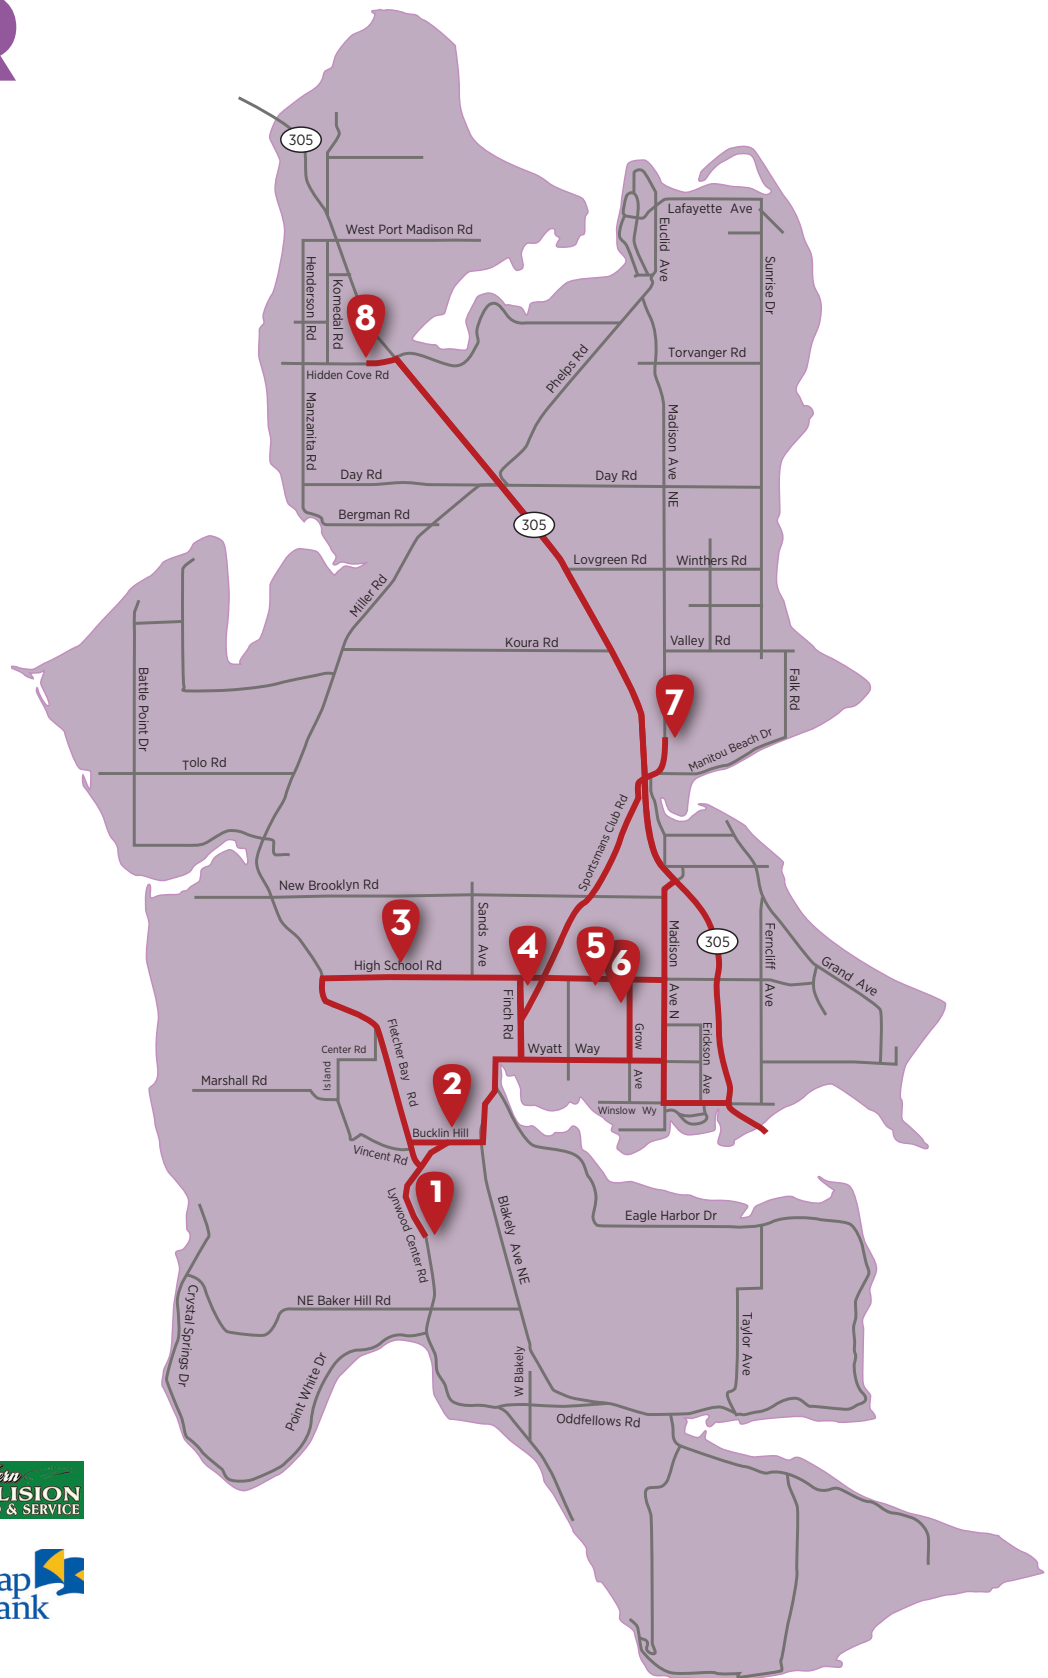 R
305
West Port Madison Rd
Lafayette Ave
Euclid Ave
Sunrise Dr
Henderson Rd
Komedal Rd
8
Hidden Cove Rd
Torvanger Rd
Phelps Rd
Manzanita Rd
Madison Ave NE
Day Rd
Day Rd
Bergman Rd
305
Lovgreen Rd
Winthers Rd
Miller Rd
Koura Rd
Valley Rd
Battle Point Dr
Falk Rd
7
Manitou Beach Dr
Tolo Rd
Sportsmans Club Rd
New Brooklyn Rd
3
Sands Ave
4
5
6
Madison Ave N
305
Ferncliff Ave
Grand Ave
High School Rd
Finch Rd
Grow Ave
Erickson Ave
Wyatt Way
Fletcher Bay Rd
Center Rd
Island
Marshall Rd
2
Winslow Wy
Bucklin Hill
Vincent Rd
1
Lynwood Center Rd
Blakely Ave NE
Eagle Harbor Dr
NE Baker Hill Rd
Crystal Springs Dr
Taylor Ave
Point White Dr
W Blakely
Oddfellows Rd
ern
LISION
& SERVICE
ap
ank